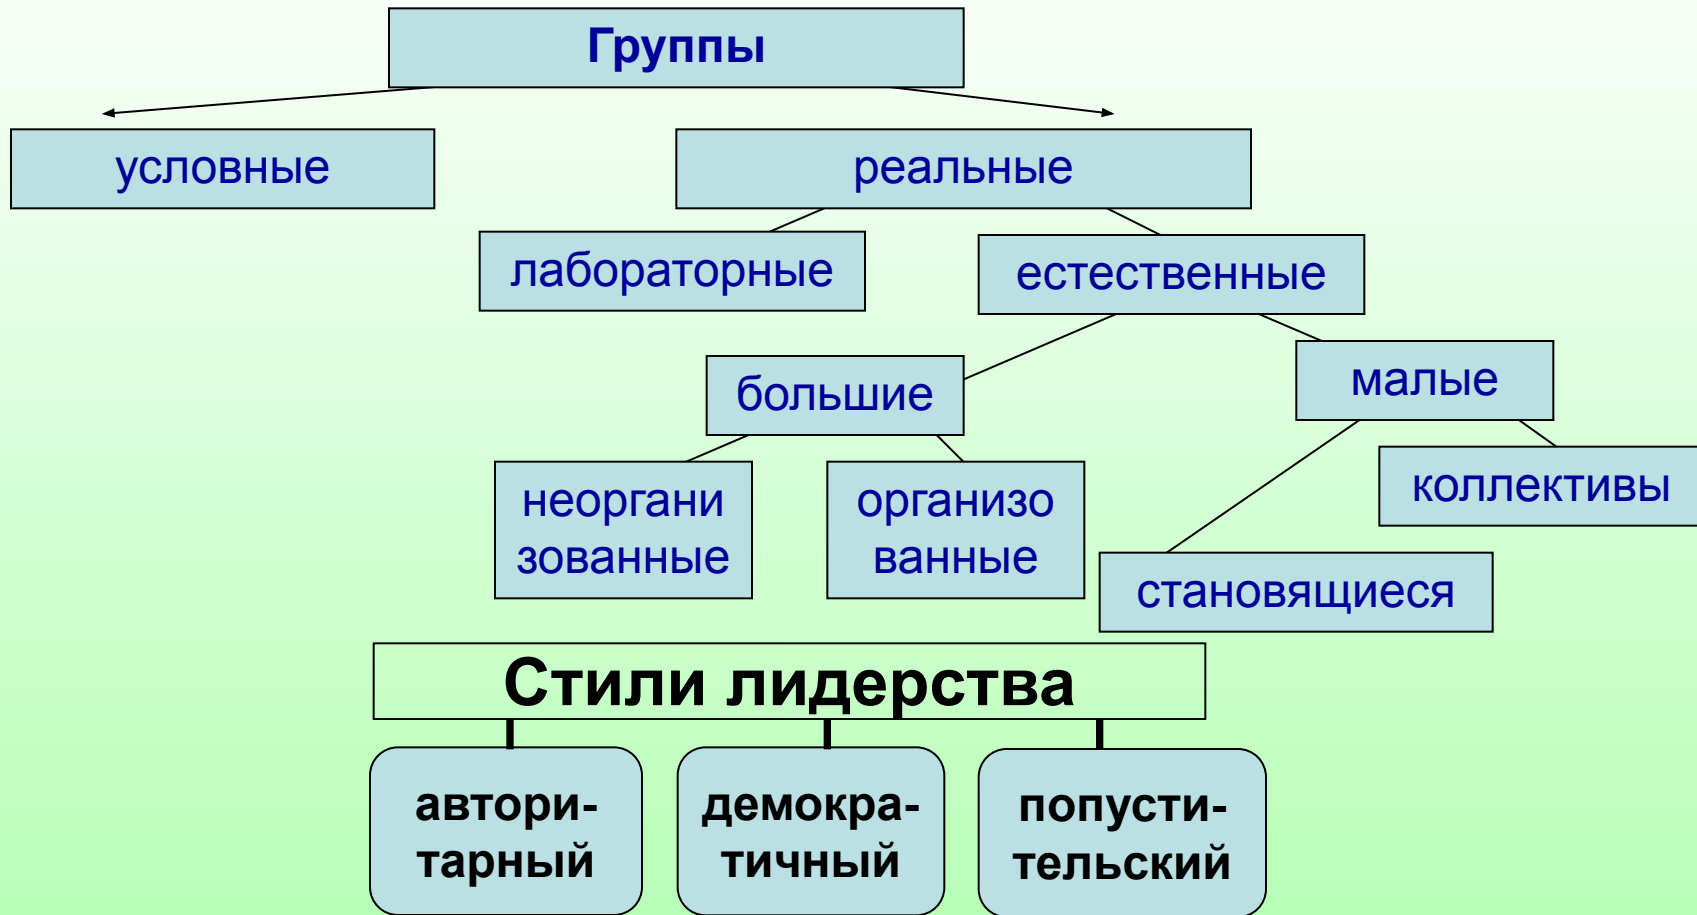 Группы
условные
реальные
лабораторные
естественные
большие
малые
неоргани
зованные
организо
ванные
коллективы
становящиеся
Стили лидерства
автори-
тарный
демокра-
тичный
попусти-
тельский